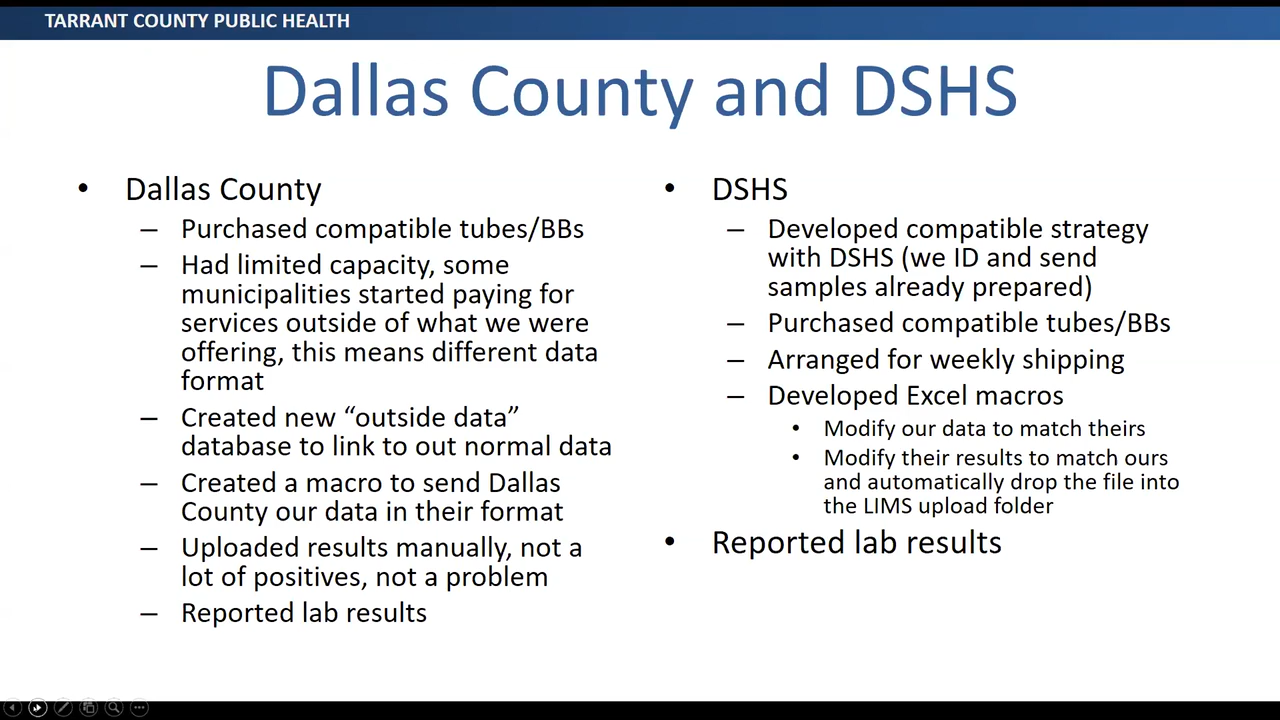 TARRANT COUNTY PUBLIC HEALTH
Dallas County and DSHS
• Dallas County
– Purchased compatible tubes/BBs
– Had limited capacity, some
municipalities started paying for
services outside of what we were
offering, this means different data
format
– Created new “outside data”
database to link to out normal data
– Created a macro to send Dallas
County our data in their format
– Uploaded results manually, not a
lot of positives, not a problem
– Reported lab results
• DSHS
– Developed compatible strategy
with DSHS (we ID and send
samples already prepared)
– Purchased compatible tubes/BBs
– Arranged for weekly shipping
– Developed Excel macros
• Modify our data to match theirs
• Modify their results to match ours
and automatically drop the file into
the LIMS upload folder
• Reported lab results